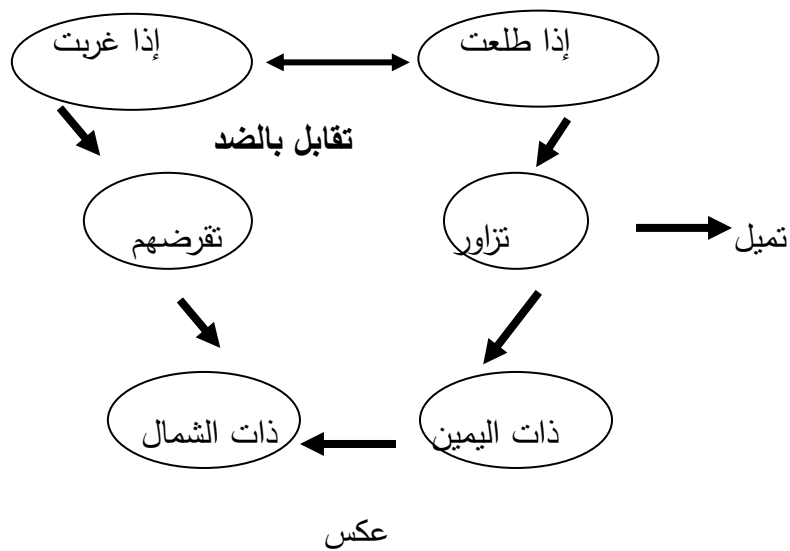 إذا طلعت
إذا غربت
تقابل بالضد
تميل
تزاور
تقرضهم
ذات اليمين
ذات الشمال
عكس